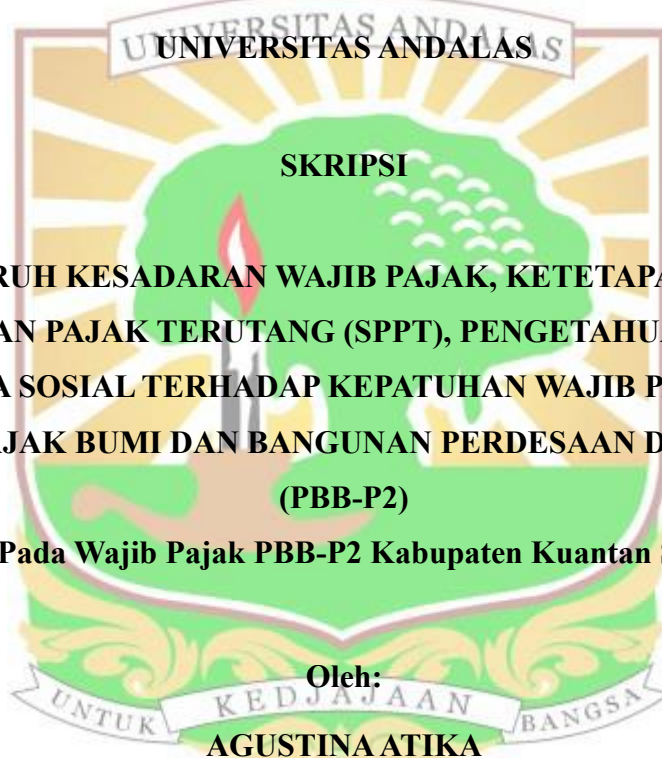 UNIVERSITAS ANDALAS
UNIVERSITAS ANDALAS
SKRIPSI
RUH KESADARAN WAJIB PAJAK, KETETAPA
AN PAJAK TERUTANG (SPPT), PENGETAHU
A SOSIAL TERHADAP KEPATUHAN WAJIB P
AJAK BUMI DAN BANGUNAN PERDESAAN D
(PBB-P2)
Pada Wajib Pajak PBB-P2 Kabupaten Kuantan
Oleh:
UNTUK KEDJAJAAN BANGSA
AGUSTINA ATIKA